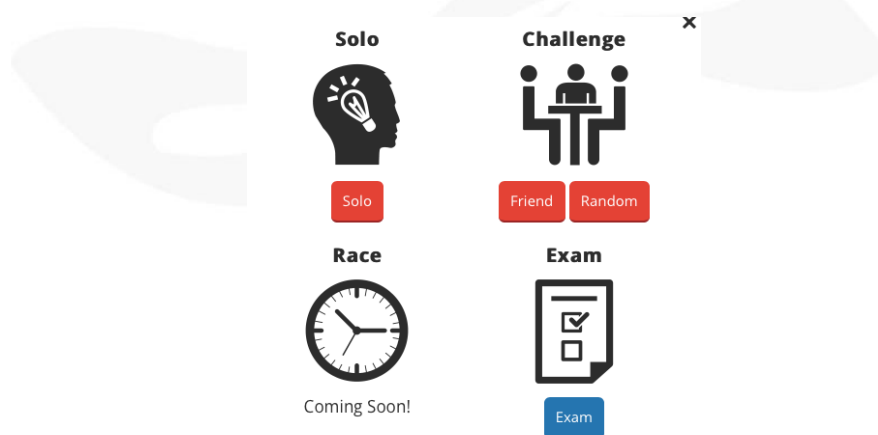 ×
Solo
Challenge
Solo
Friend
Random
Race
Exam
Coming Soon!
Exam